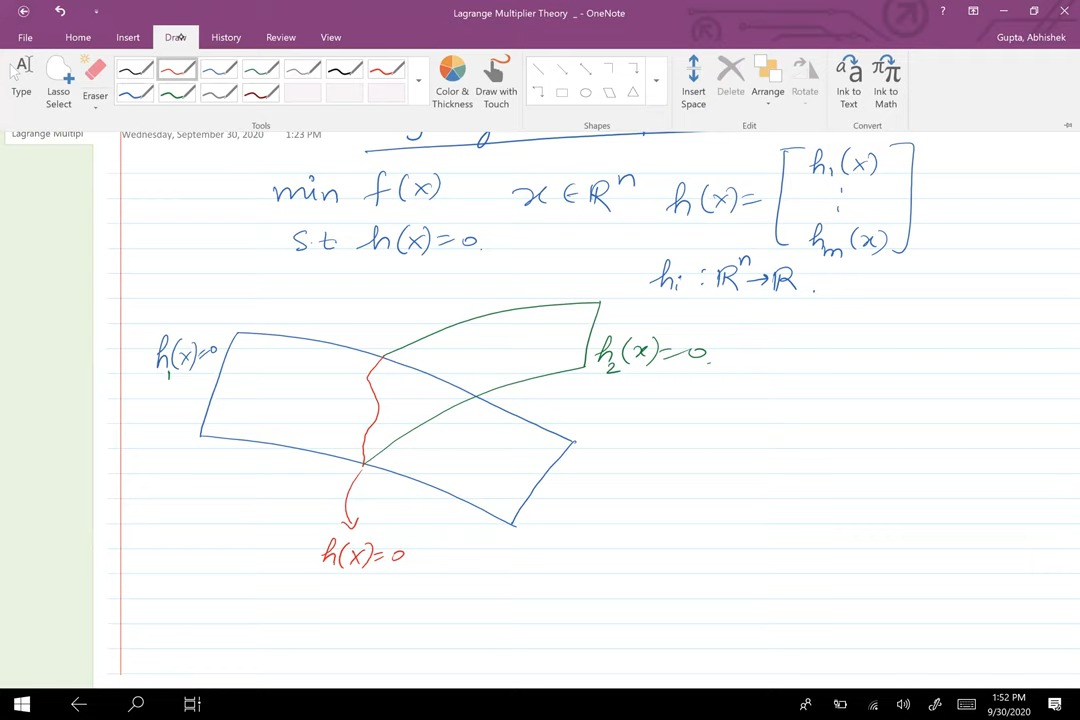 Lagrange Multiplier Theory _ - OneNote
Gupta, Abhishek
File Home Insert Draw History Review View
Type
Lasso Select
Eraser
Color & Thickness
Draw with Touch
Insert Space
Delete
Arrange
Rotate
Ink to Text
Ink to Math
Tools
Shapes
Edit
Convert
Lagrange Multipl
Wednesday, September 30, 2020 1:23 PM
min f(x) x ∈ ℝⁿ h(x) = [h₁(x) ⋮ hₘ(x)]
s.t h(x)=0.
hᵢ : ℝⁿ → ℝ.
h₁(x)=0
h₂(x)=0.
h(x)=0
1:52 PM
9/30/2020